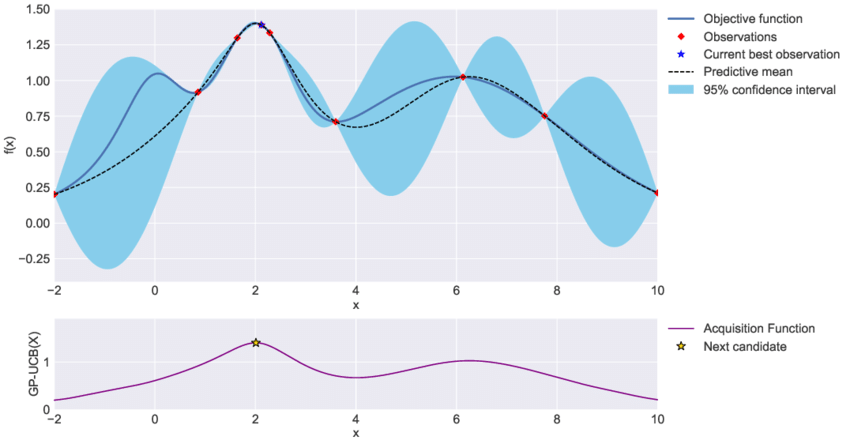 1.50
1.25
1.00
0.75
0.50
0.25
0.00
−0.25
f(x)
−2 0 2 4 6 8 10
x
Objective function
Observations
Current best observation
Predictive mean
95% confidence interval
1
0
GP-UCB(X)
−2 0 2 4 6 8 10
x
Acquisition Function
Next candidate